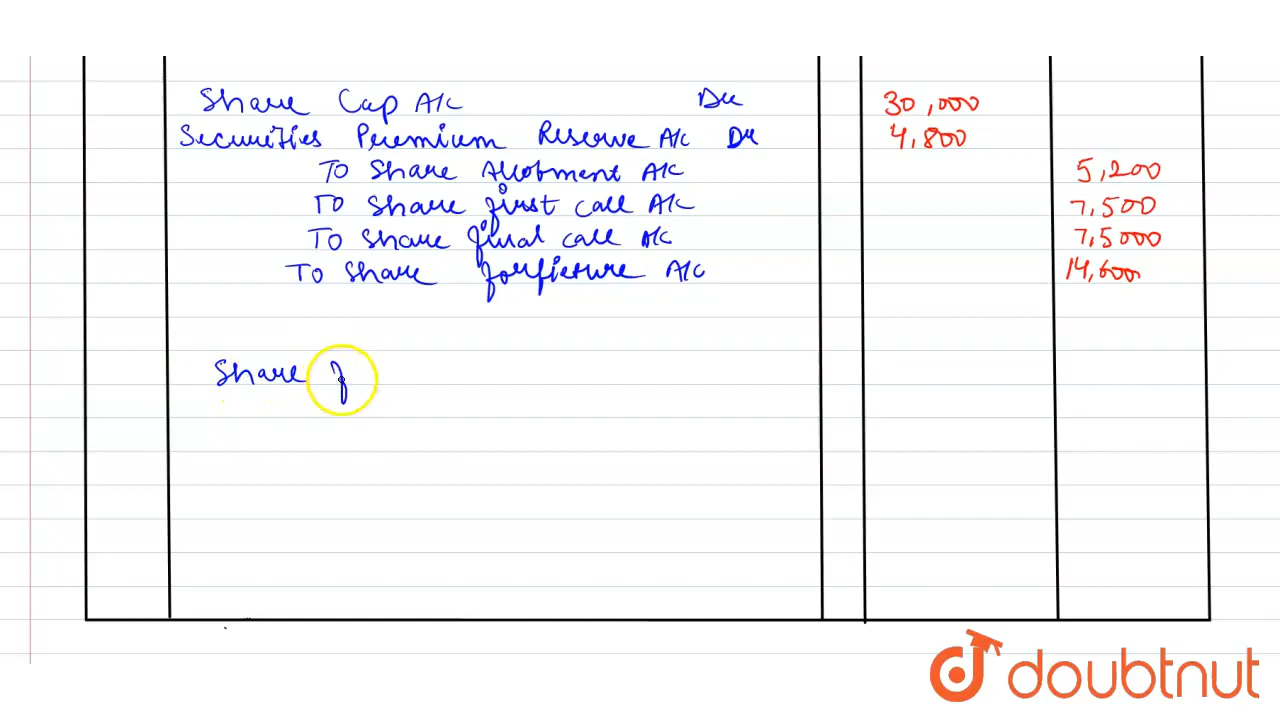 Share Cap A/c Dr 30,000
Securities Premium Reserve A/c Dr 4,800
To Share Allotment A/c 5,200
To Share first call A/c 7,500
To Share final call A/c 7,5000
To Share forfieture A/c 14,600
Share f
doubtnut